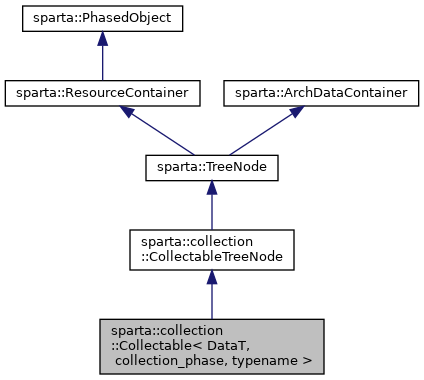 sparta::PhasedObject
sparta::ResourceContainer
sparta::ArchDataContainer
sparta::TreeNode
sparta::collection
::CollectableTreeNode
sparta::collection
::Collectable< DataT,
collection_phase, typename >